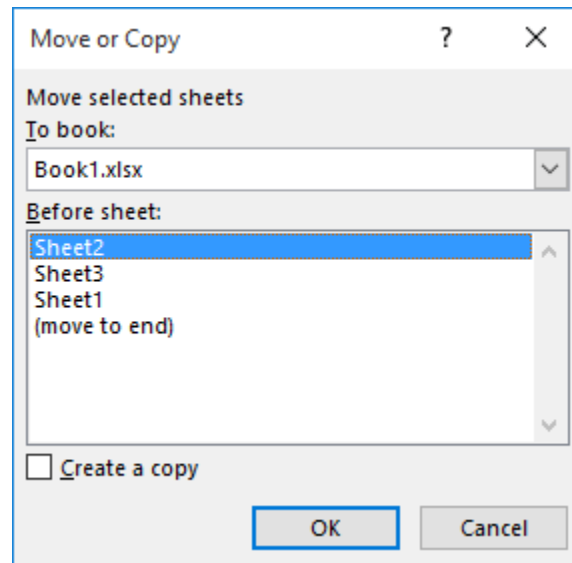 Move or Copy ?
Move selected sheets
To book:
Book1.xlsx
Before sheet:
Sheet2
Sheet3
Sheet1
(move to end)
Create a copy
OK Cancel